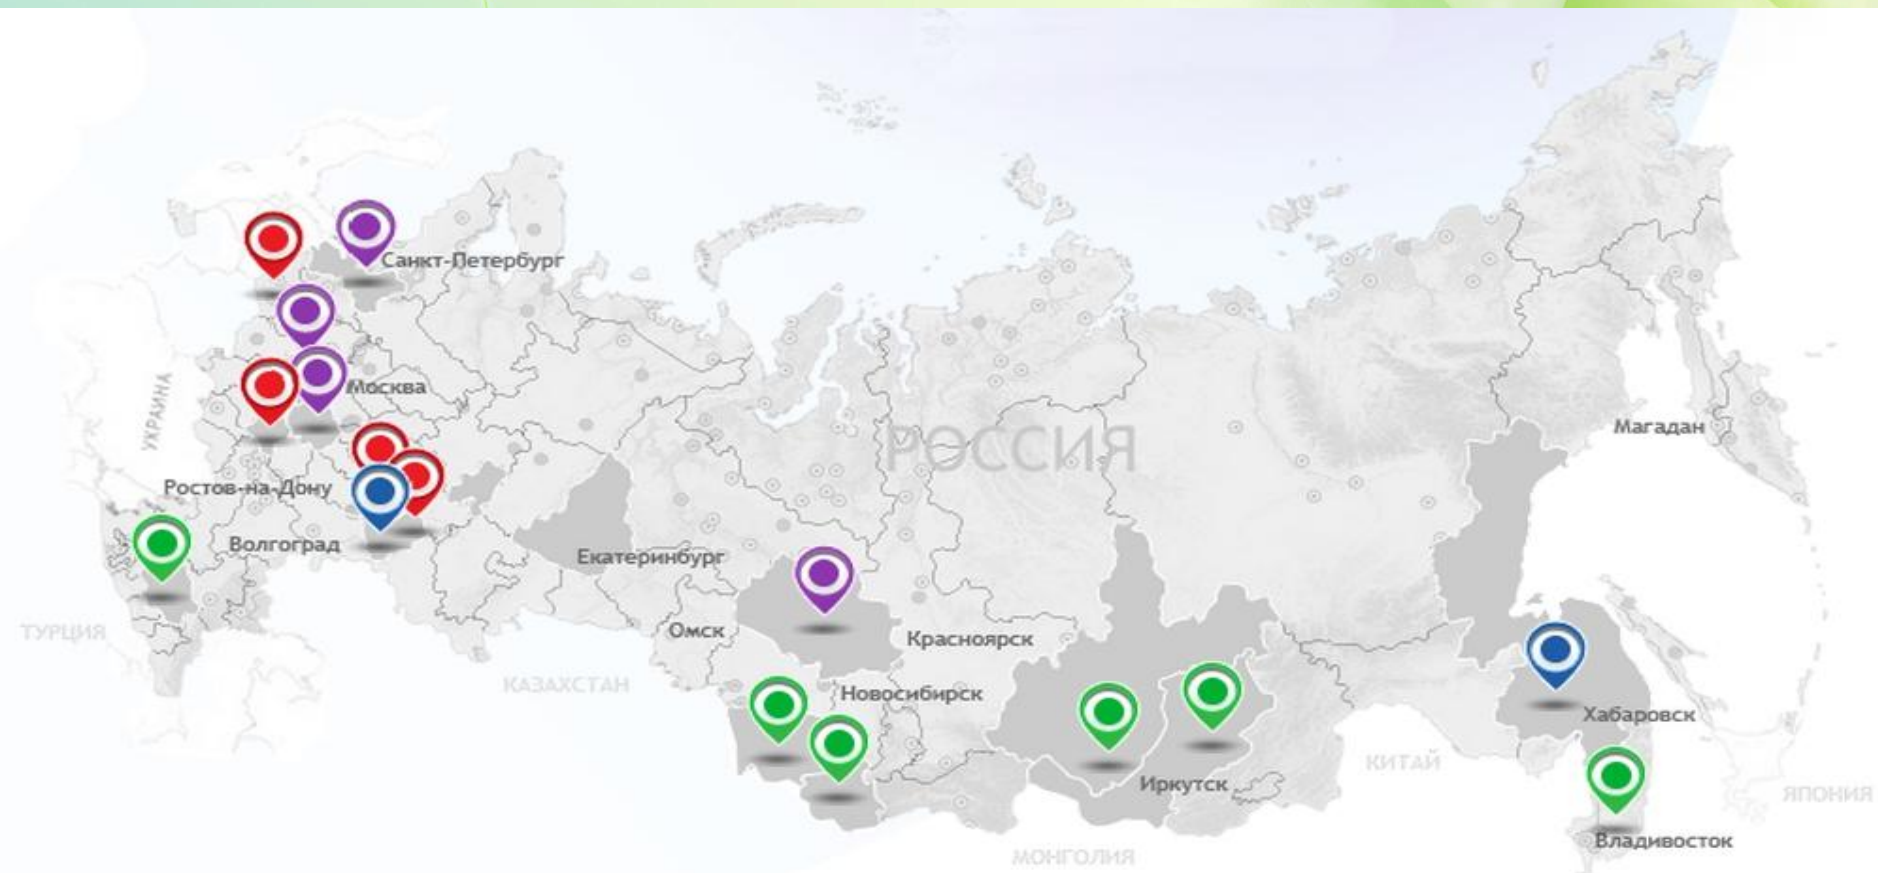 Санкт-Петербург
Москва
УКРАИНА
Магадан
РОССИЯ
Ростов-на-Дону
Волгоград
Екатеринбург
ТУРЦИЯ
Омск
Красноярск
КАЗАХСТАН
Новосибирск
Хабаровск
КИТАЙ
Иркутск
ЯПОНИЯ
Владивосток
МОНГОЛИЯ